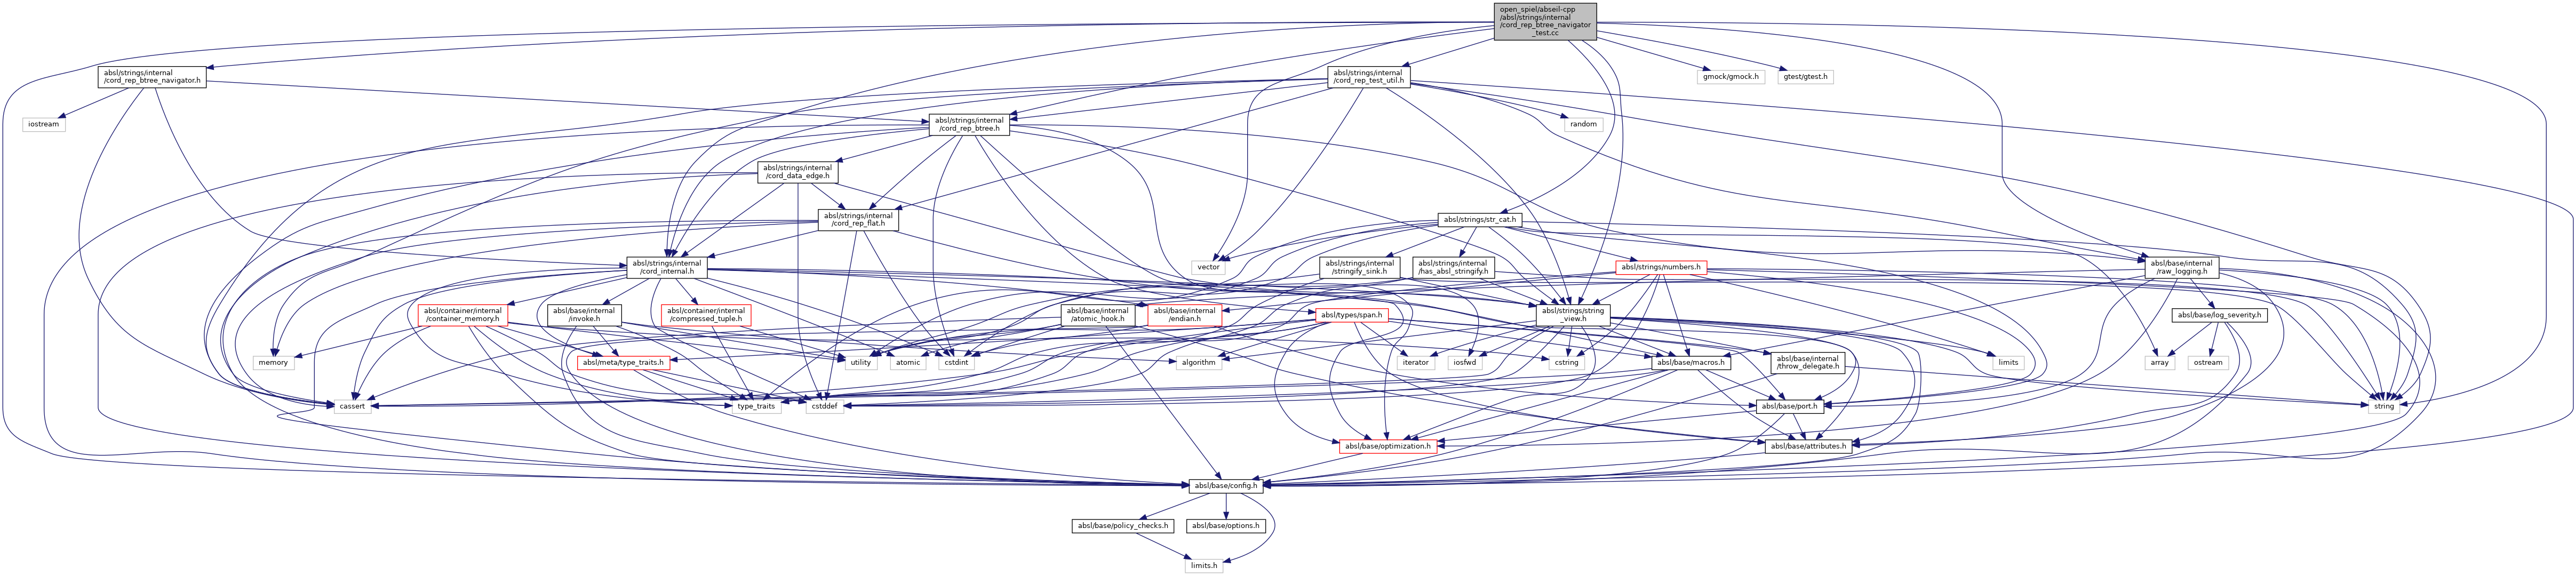 open_spiel/abseil-cpp
/absl/strings/internal
/cord_rep_btree_navigator
_test.cc
absl/strings/internal
/cord_rep_btree_navigator.h
absl/strings/internal
/cord_rep_test_util.h
gmock/gmock.h
gtest/gtest.h
iostream
absl/strings/internal
/cord_rep_btree.h
random
absl/strings/internal
/cord_data_edge.h
absl/strings/internal
/cord_rep_flat.h
absl/strings/str_cat.h
absl/strings/internal
/cord_internal.h
vector
absl/strings/internal
/stringify_sink.h
absl/strings/internal
/has_absl_stringify.h
absl/strings/numbers.h
absl/base/internal
/raw_logging.h
absl/container/internal
/container_memory.h
absl/base/internal
/invoke.h
absl/container/internal
/compressed_tuple.h
absl/base/internal
/atomic_hook.h
absl/base/internal
/endian.h
absl/types/span.h
absl/strings/string
_view.h
absl/base/log_severity.h
memory
absl/meta/type_traits.h
utility
atomic
cstdint
algorithm
iterator
iosfwd
cstring
absl/base/macros.h
absl/base/internal
/throw_delegate.h
limits
array
ostream
cassert
type_traits
cstddef
absl/base/port.h
string
absl/base/optimization.h
absl/base/attributes.h
absl/base/config.h
absl/base/policy_checks.h
absl/base/options.h
limits.h